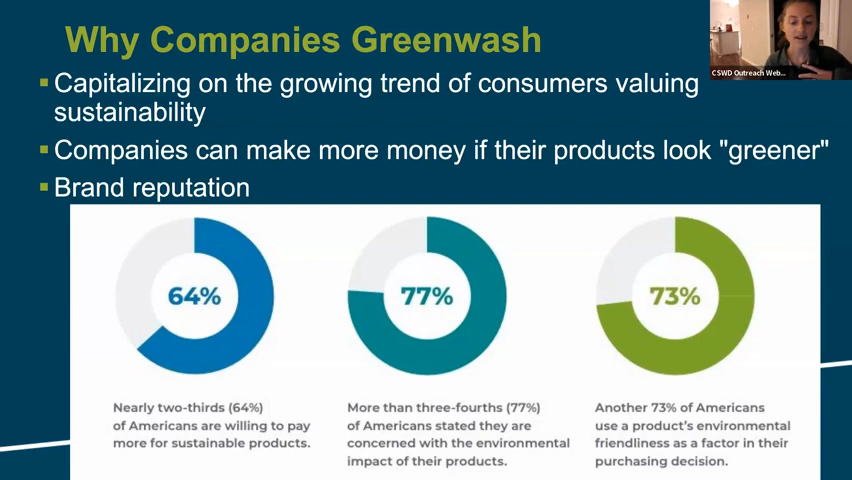 Why Companies Greenwash
CSWD Outreach Web...
▪ Capitalizing on the growing trend of consumers valuing
sustainability
▪ Companies can make more money if their products look "greener"
▪ Brand reputation
64%
77%
73%
Nearly two-thirds (64%)
of Americans are willing to pay
more for sustainable products.
More than three-fourths (77%)
of Americans stated they are
concerned with the environmental
impact of their products.
Another 73% of Americans
use a product's environmental
friendliness as a factor in their
purchasing decision.